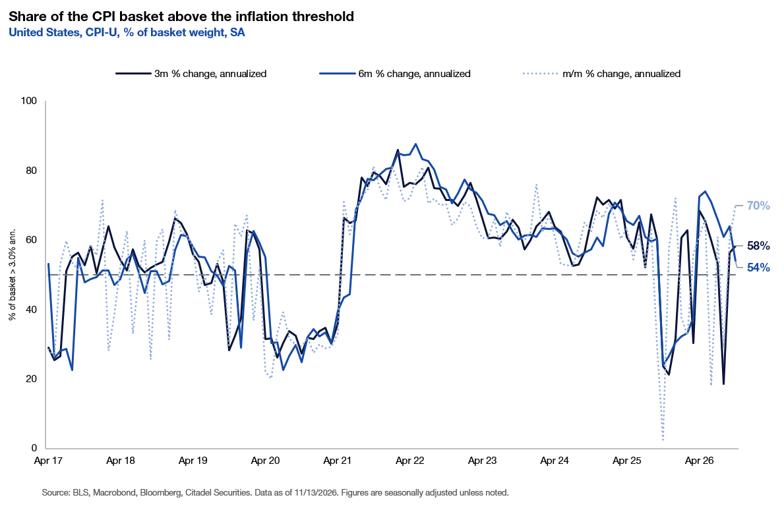 Share of the CPI basket above the inflation threshold
United States, CPI-U, % of basket weight, SA
3m % change, annualized 6m % change, annualized m/m % change, annualized
% of basket > 3.0% ann.
100
80
60
40
20
0
70%
58%
54%
Apr 17 Apr 18 Apr 19 Apr 20 Apr 21 Apr 22 Apr 23 Apr 24 Apr 25 Apr 26
Source: BLS, Macrobond, Bloomberg, Citadel Securities. Data as of 11/13/2026. Figures are seasonally adjusted unless noted.